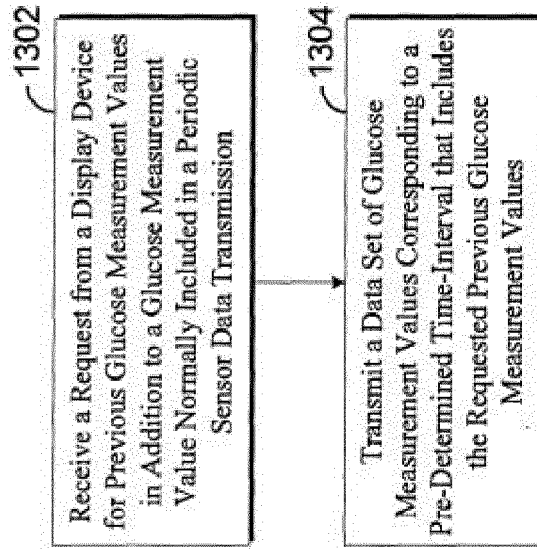 1302
Receive a Request from a Display Device
for Previous Glucose Measurement Values
in Addition to a Glucose Measurement
Value Normally Included in a Periodic
Sensor Data Transmission
1304
Transmit a Data Set of Glucose
Measurement Values Corresponding to a
Pre-Determined Time-Interval that Includes
the Requested Previous Glucose
Measurement Values